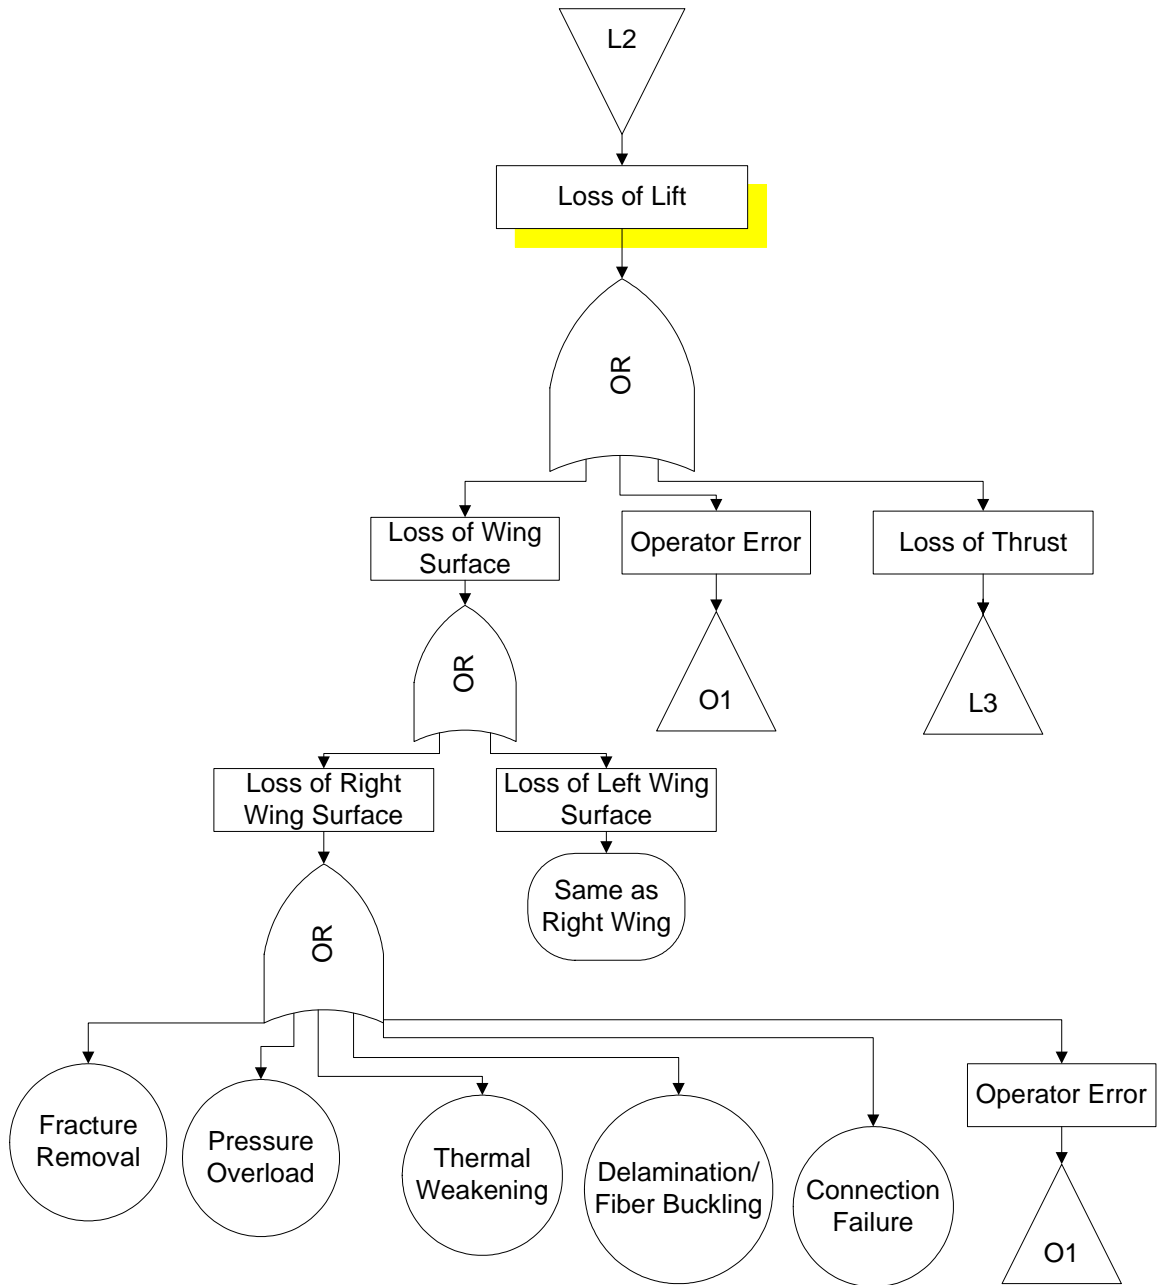 L2
Loss of Lift
OR
Loss of Wing
Surface
Operator Error
Loss of Thrust
OR
O1
L3
Loss of Right
Wing Surface
Loss of Left Wing
Surface
Same as
Right Wing
OR
Operator Error
Fracture
Removal
Pressure
Overload
Thermal
Weakening
Delamination/
Fiber Buckling
Connection
Failure
O1